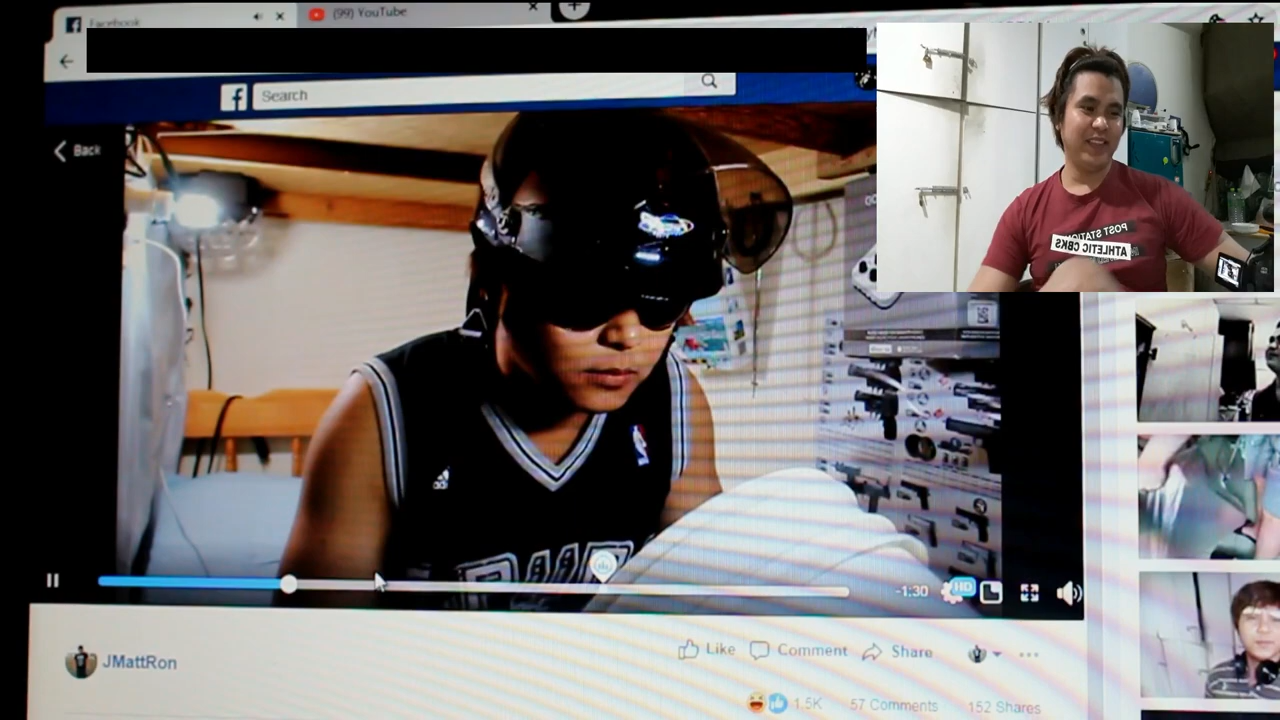 Facebook
(99) YouTube
Search
Back
POST STATION
ATHLETIC CBKS
-1:30
HD
JMattRon
Like
Comment
Share
1.5K
57 Comments
152 Shares